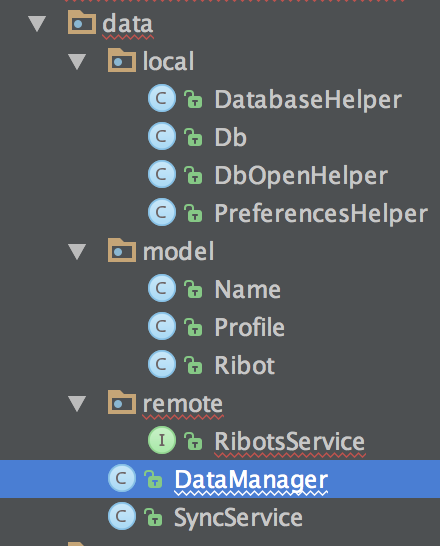 data
local
C DatabaseHelper
C Db
C DbOpenHelper
C PreferencesHelper
model
C Name
C Profile
C Ribot
remote
I RibotsService
C DataManager
C SyncService